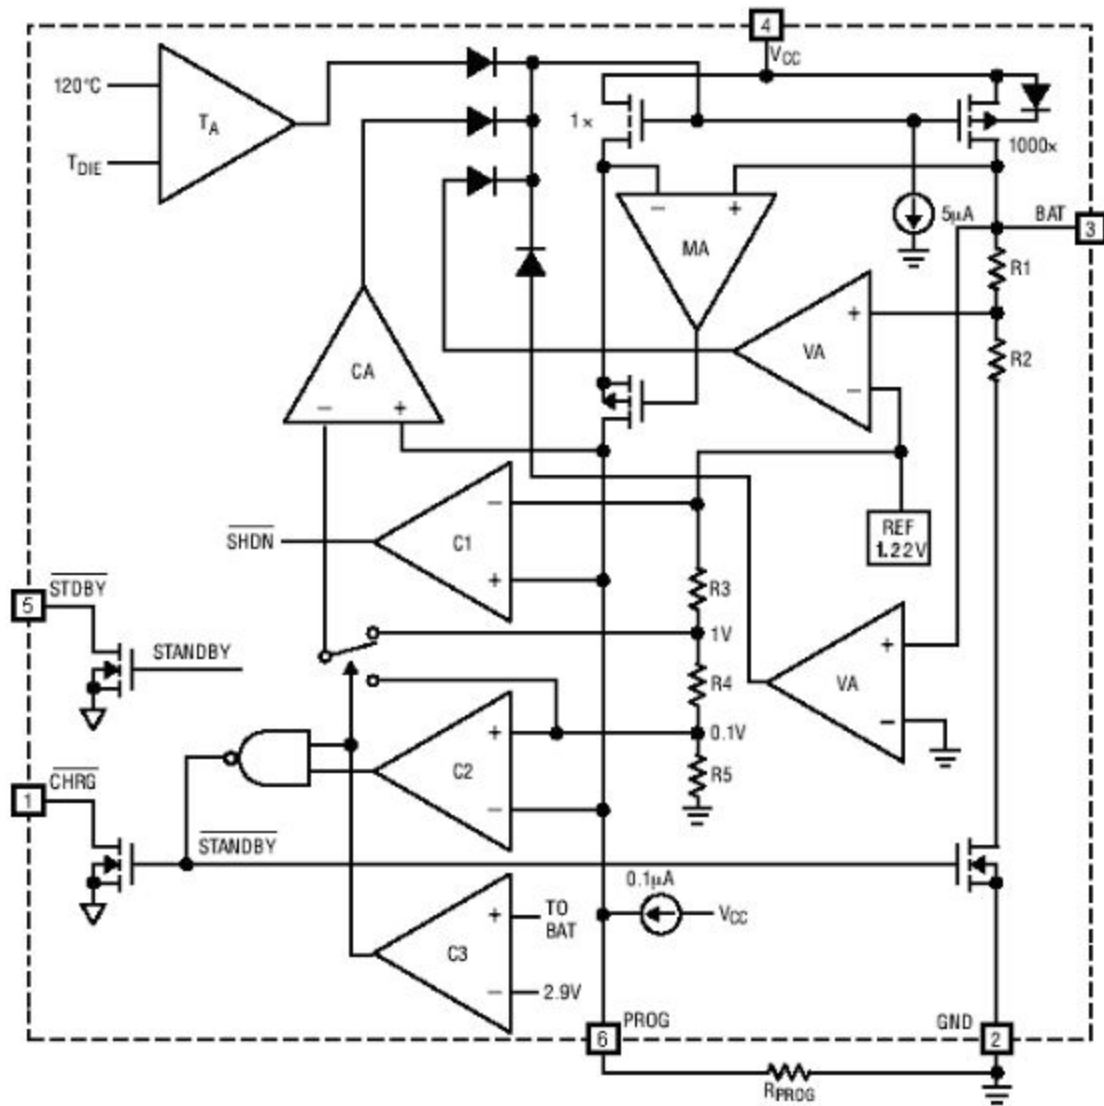 4
VCC
120°C
TA
TDIE
1×
1000×
− +
MA
5µA
BAT
3
R1
+
VA
−
R2
CA
− +
REF
1.22V
SHDN
−
C1
+
R3
5
STDBY
STANDBY
1V
R4
+
VA
−
0.1V
+
C2
−
R5
CHRG
1
STANDBY
0.1µA
VCC
+
TO
BAT
C3
−
2.9V
PROG
6
GND
2
RPROG